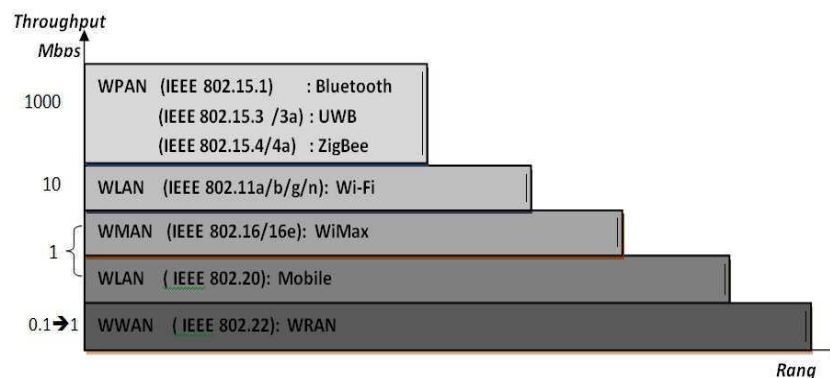 Throughput
Mbps
1000
WPAN (IEEE 802.15.1) : Bluetooth
(IEEE 802.15.3 /3a) : UWB
(IEEE 802.15.4/4a) : ZigBee
10
WLAN (IEEE 802.11a/b/g/n): Wi-Fi
WMAN (IEEE 802.16/16e): WiMax
1
WLAN ( IEEE 802.20): Mobile
0.1➔1
WWAN ( IEEE 802.22): WRAN
Rang